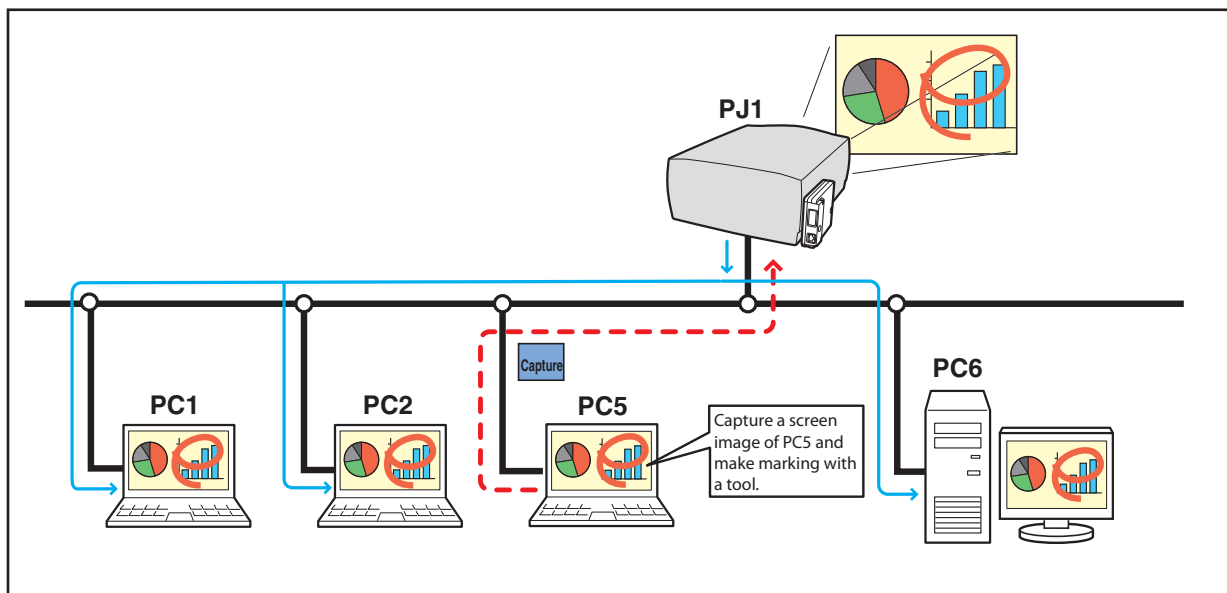 PJ1
Capture
PC1
PC2
PC5
PC6
Capture a screen
image of PC5 and
make marking with
a tool.